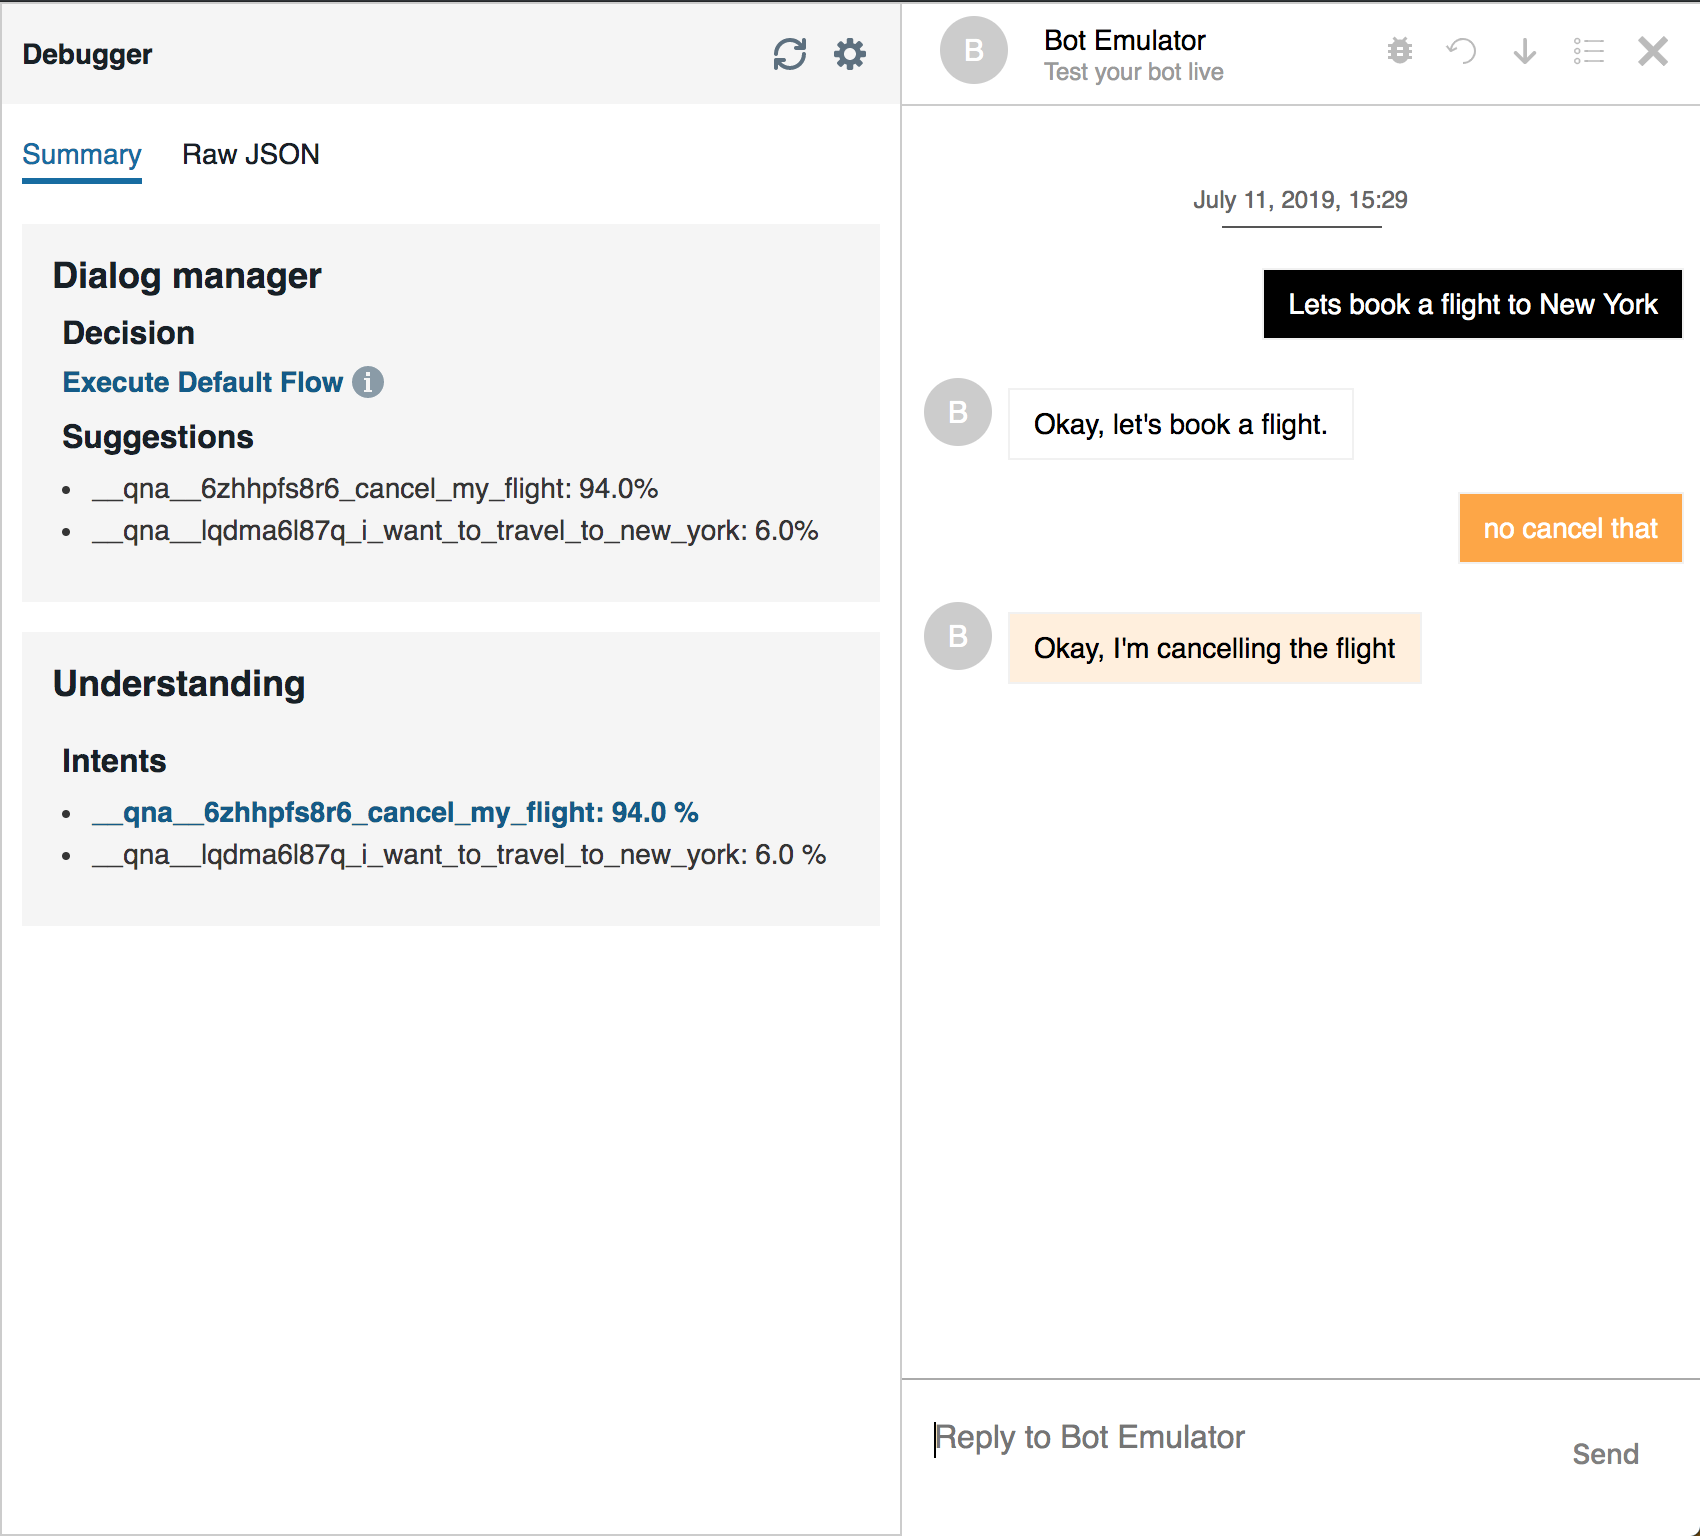 Debugger
Summary
Raw JSON
Dialog manager
Decision
Execute Default Flow i
Suggestions
• __qna__6zhhpfs8r6_cancel_my_flight: 94.0%
• __qna__lqdma6l87q_i_want_to_travel_to_new_york: 6.0%
Understanding
Intents
• __qna__6zhhpfs8r6_cancel_my_flight: 94.0 %
• __qna__lqdma6l87q_i_want_to_travel_to_new_york: 6.0 %
B
Bot Emulator
Test your bot live
July 11, 2019, 15:29
Lets book a flight to New York
B
Okay, let's book a flight.
no cancel that
B
Okay, I'm cancelling the flight
Reply to Bot Emulator
Send